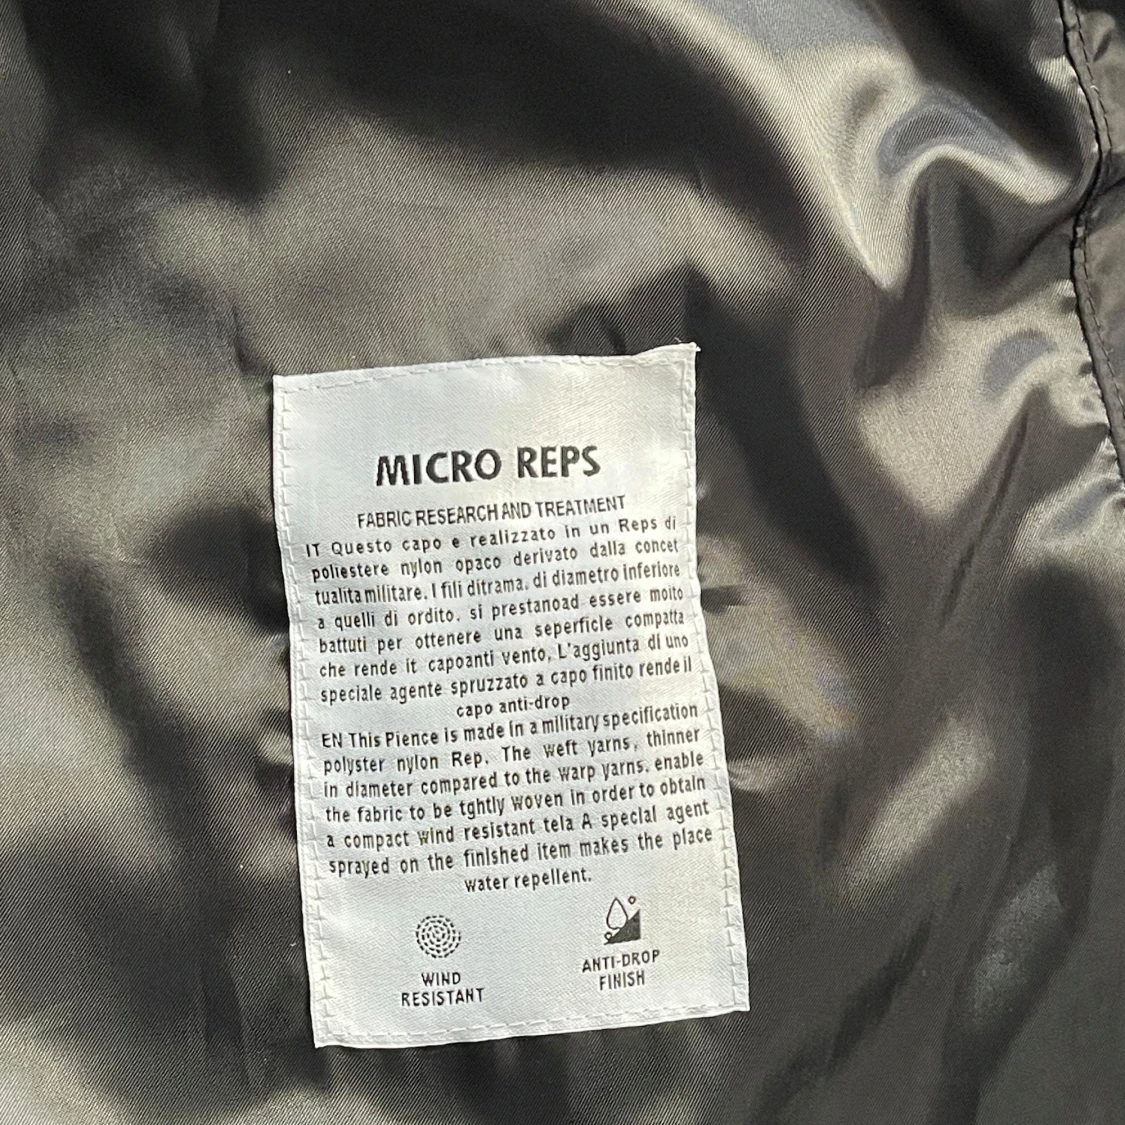 MICRO REPS
FABRIC RESEARCH AND TREATMENT
IT Questo capo e realizzato in un Reps di
poliestere nylon opaco derivato dalla concet
tualita militare. I fili ditrama. di diametro inferiore
a quelli di ordito. si prestanoad essere moito
battuti per ottenere una seperficle compatta
che rende it capoanti vento, L'aggiunta di uno
speciale agente spruzzato a capo finito rende il
capo anti-drop
EN This Pience is made in a military specification
polyster nylon Rep. The weft yarns, thinner
in diameter compared to the warp yarns. enable
the fabric to be tghtly woven in order to obtain
a compact wind resistant tela A speclal agent
sprayed on the finished item makes the place
water repellent.
WIND
RESISTANT
ANTI-DROP
FINISH